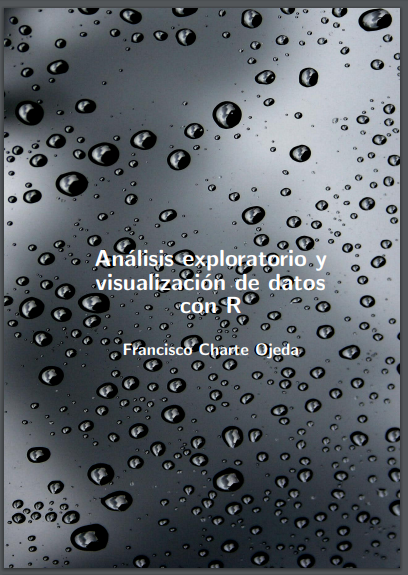 Análisis exploratorio y
visualización de datos
con R
Francisco Charte Ojeda